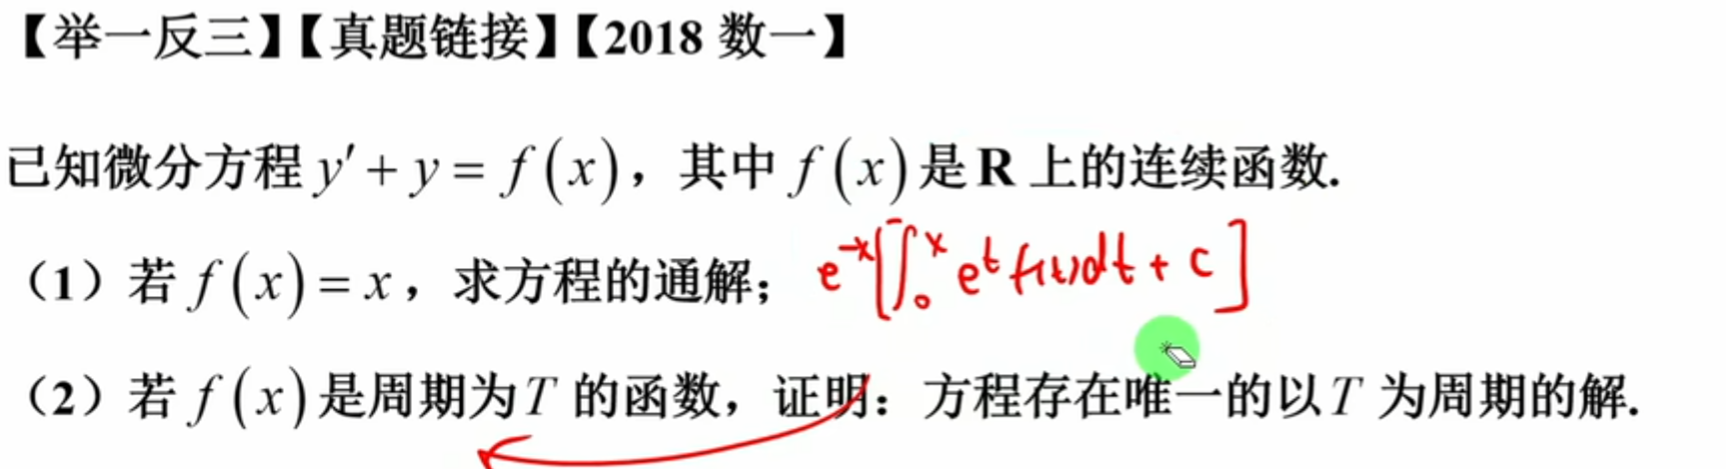 【举一反三】【真题链接】【2018 数一】
已知微分方程 y′ + y = f(x)，其中 f(x) 是 R 上的连续函数.
（1）若 f(x) = x，求方程的通解； e^{-x}[∫_0^x e^t f(t)dt + c]
（2）若 f(x) 是周期为 T 的函数，证明：方程存在唯一的以 T 为周期的解.